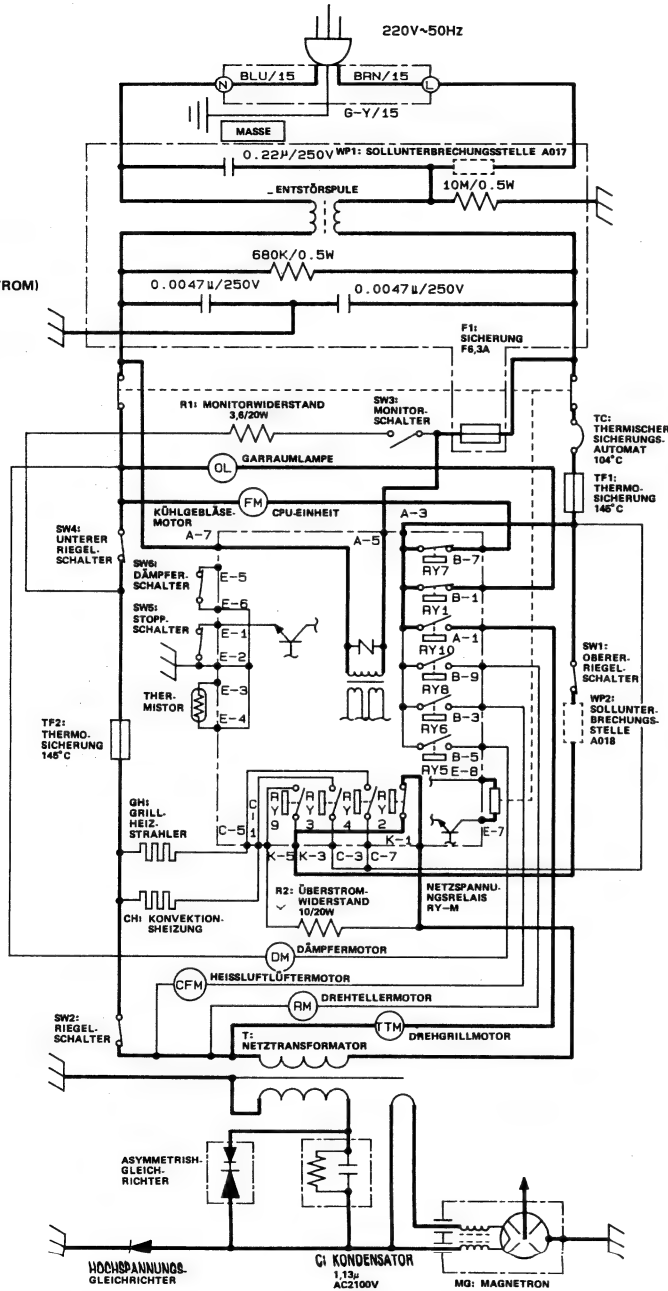 220V~50Hz
N
BLU/15
BRN/15
L
G-Y/15
MASSE
0.22µ/250V
WP1: SOLLUNTERBRECHUNGSSTELLE A017
ENTSTÖRSPULE
10M/0.5W
680K/0.5W
TROM)
0.0047µ/250V
0.0047µ/250V
F1:
SICHERUNG
F6,3A
R1: MONITORWIDERSTAND
3,6/20W
SW3:
MONITOR-
SCHALTER
TC:
THERMISCHER
SICHERUNGS-
AUTOMAT
104°C
OL
GARRAUMLAMPE
TF1:
THERMO-
SICHERUNG
145°C
FM
KÜHLGEBLÄSE-
MOTOR
CPU-EINHEIT
A-7
A-5
A-3
SW4:
UNTERER
RIEGEL-
SCHALTER
B-7
RY7
SW6:
DÄMPFER-
SCHALTER
E-5
E-6
B-1
RY1
SW5:
STOPP-
SCHALTER
E-1
E-2
A-1
RY10
SW1:
OBERER-
RIEGEL-
SCHALTER
B-9
RY8
THER-
MISTOR
E-3
E-4
B-3
RY6
WP2:
SOLLUNTER-
BRECHUNGS-
STELLE
A018
TF2:
THERMO-
SICHERUNG
145°C
B-5
RY5
E-8
E-7
RY9
RY3
RY4
RY2
GH:
GRILL-
HEIZ-
STRAHLER
C-5
C-1
K-5
K-3
C-3
C-7
K-1
R2: ÜBERSTROM-
WIDERSTAND
10/20W
NETZSPANNU-
NGSRELAIS
RY-M
CH: KONVEKTION-
SHEIZUNG
DM
DÄMPFERMOTOR
CFM
HEISSLUFTLÜFTERMOTOR
RM
DREHTELLERMOTOR
SW2:
RIEGEL-
SCHALTER
TTM
DREHGRILLMOTOR
T:
NETZTRANSFORMATOR
ASYMMETRISH-
GLEICH-
RICHTER
HOCHSPANNUNGS-
GLEICHRICHTER
C: KONDENSATOR
1,13µ
AC2100V
MG: MAGNETRON